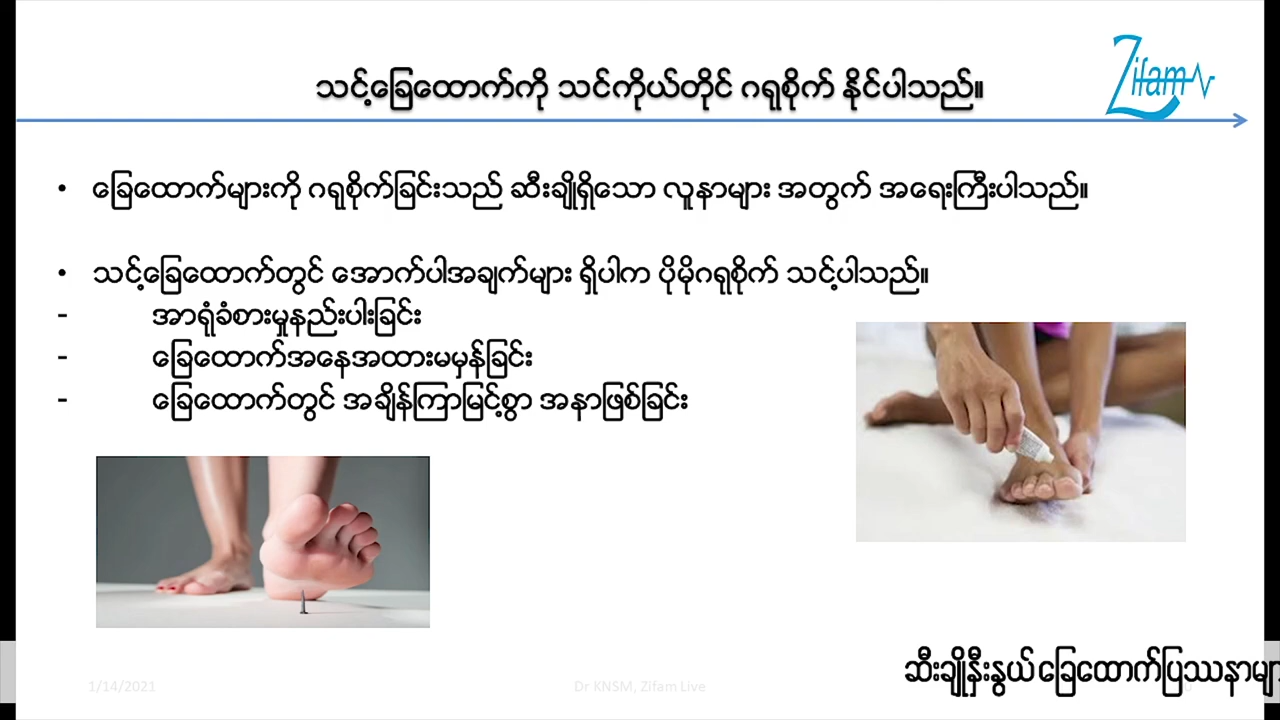 Zifam
သင့်ခြေထောက်ကို သင်ကိုယ်တိုင် ဂရုစိုက် နိုင်ပါသည်။
• ခြေထောက်များကို ဂရုစိုက်ခြင်းသည် ဆီးချိုရှိသော လူနာများ အတွက် အရေးကြီးပါသည်။
• သင့်ခြေထောက်တွင် အောက်ပါအချက်များ ရှိပါက ပိုမိုဂရုစိုက် သင့်ပါသည်။
- အာရုံခံစားမှုနည်းပါးခြင်း
- ခြေထောက်အနေအထားမမှန်ခြင်း
- ခြေထောက်တွင် အချိန်ကြာမြင့်စွာ အနာဖြစ်ခြင်း
ဆီးချိုနှီးနွယ် ခြေထောက်ပြဿနာများ
1/14/2021
Dr KNSM, Zifam Live